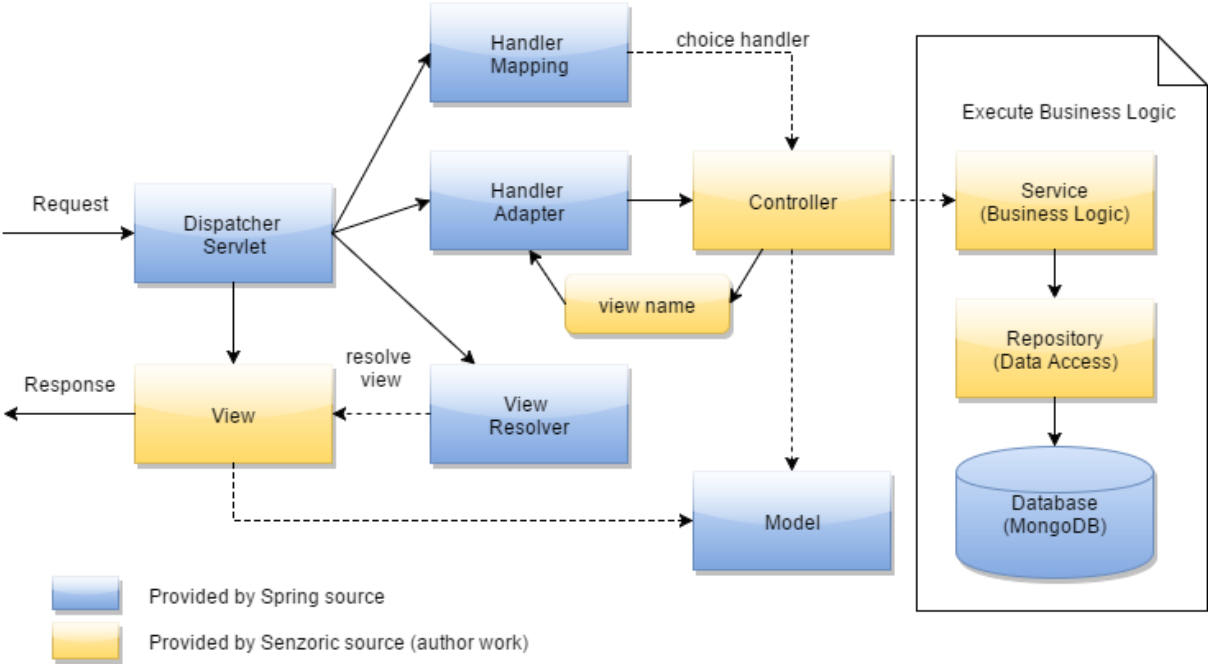 Handler
Mapping
choice handler
Execute Business Logic
Request
Dispatcher
Servlet
Handler
Adapter
Controller
Service
(Business Logic)
view name
Repository
(Data Access)
resolve
view
Response
View
View
Resolver
Model
Database
(MongoDB)
Provided by Spring source
Provided by Senzoric source (author work)